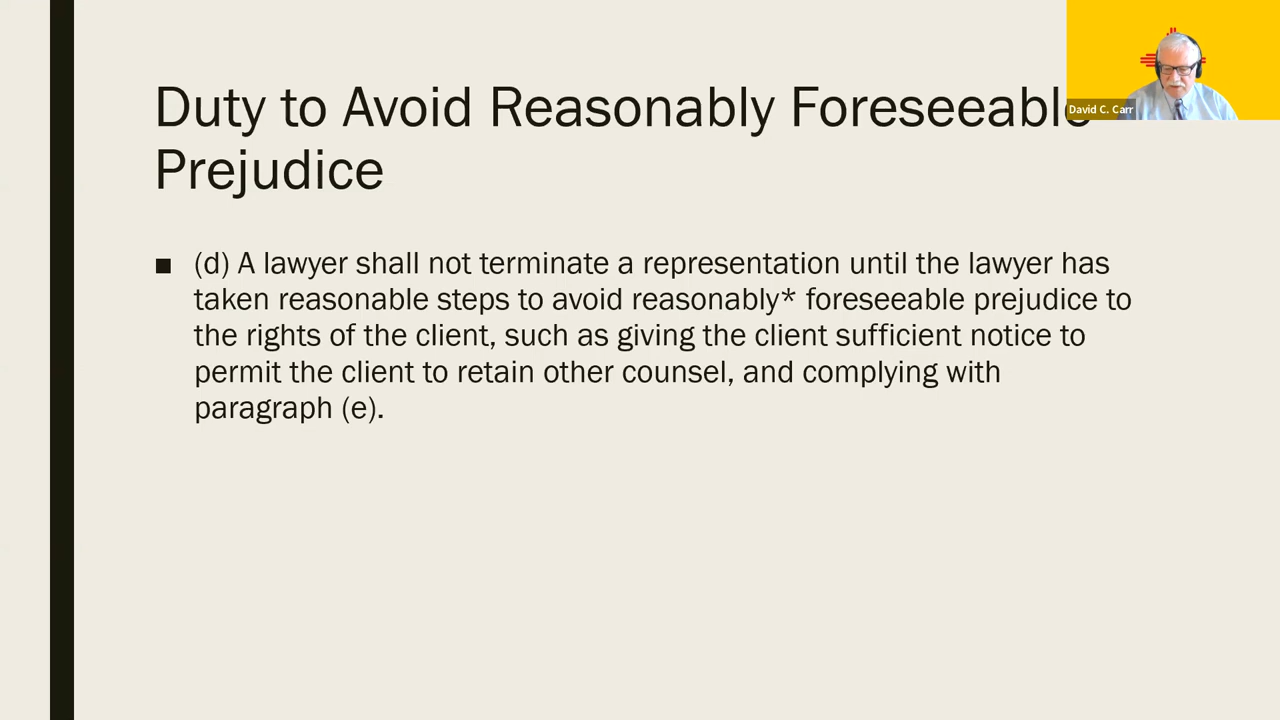 Duty to Avoid Reasonably Foreseeable
Prejudice
David C. Carr
■ (d) A lawyer shall not terminate a representation until the lawyer has
taken reasonable steps to avoid reasonably* foreseeable prejudice to
the rights of the client, such as giving the client sufficient notice to
permit the client to retain other counsel, and complying with
paragraph (e).